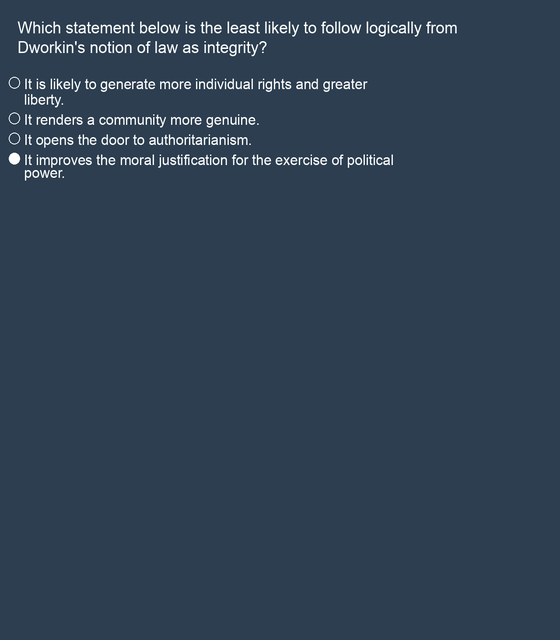 Which statement below is the least likely to follow logically from
Dworkin's notion of law as integrity?
It is likely to generate more individual rights and greater
liberty.
It renders a community more genuine.
It opens the door to authoritarianism.
It improves the moral justification for the exercise of political
power.